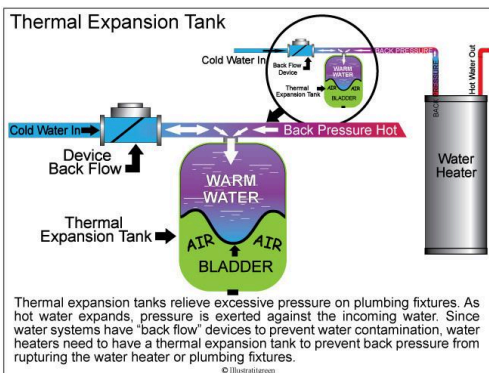 Thermal Expansion Tank
Cold Water In
Back Flow
Device
BACK PRESSURE
Hot Water Out
BACK PRESSURE
WARM
WATER
Thermal
Expansion Tank
AIR
AIR
BLADDER
Cold Water In
Back Pressure Hot
Device
Back Flow
Water
Heater
WARM
WATER
Thermal
Expansion Tank
AIR
AIR
BLADDER
Thermal expansion tanks relieve excessive pressure on plumbing fixtures. As
hot water expands, pressure is exerted against the incoming water. Since
water systems have “back flow” devices to prevent water contamination, water
heaters need to have a thermal expansion tank to prevent back pressure from
rupturing the water heater or plumbing fixtures.
© Illustratitgreen